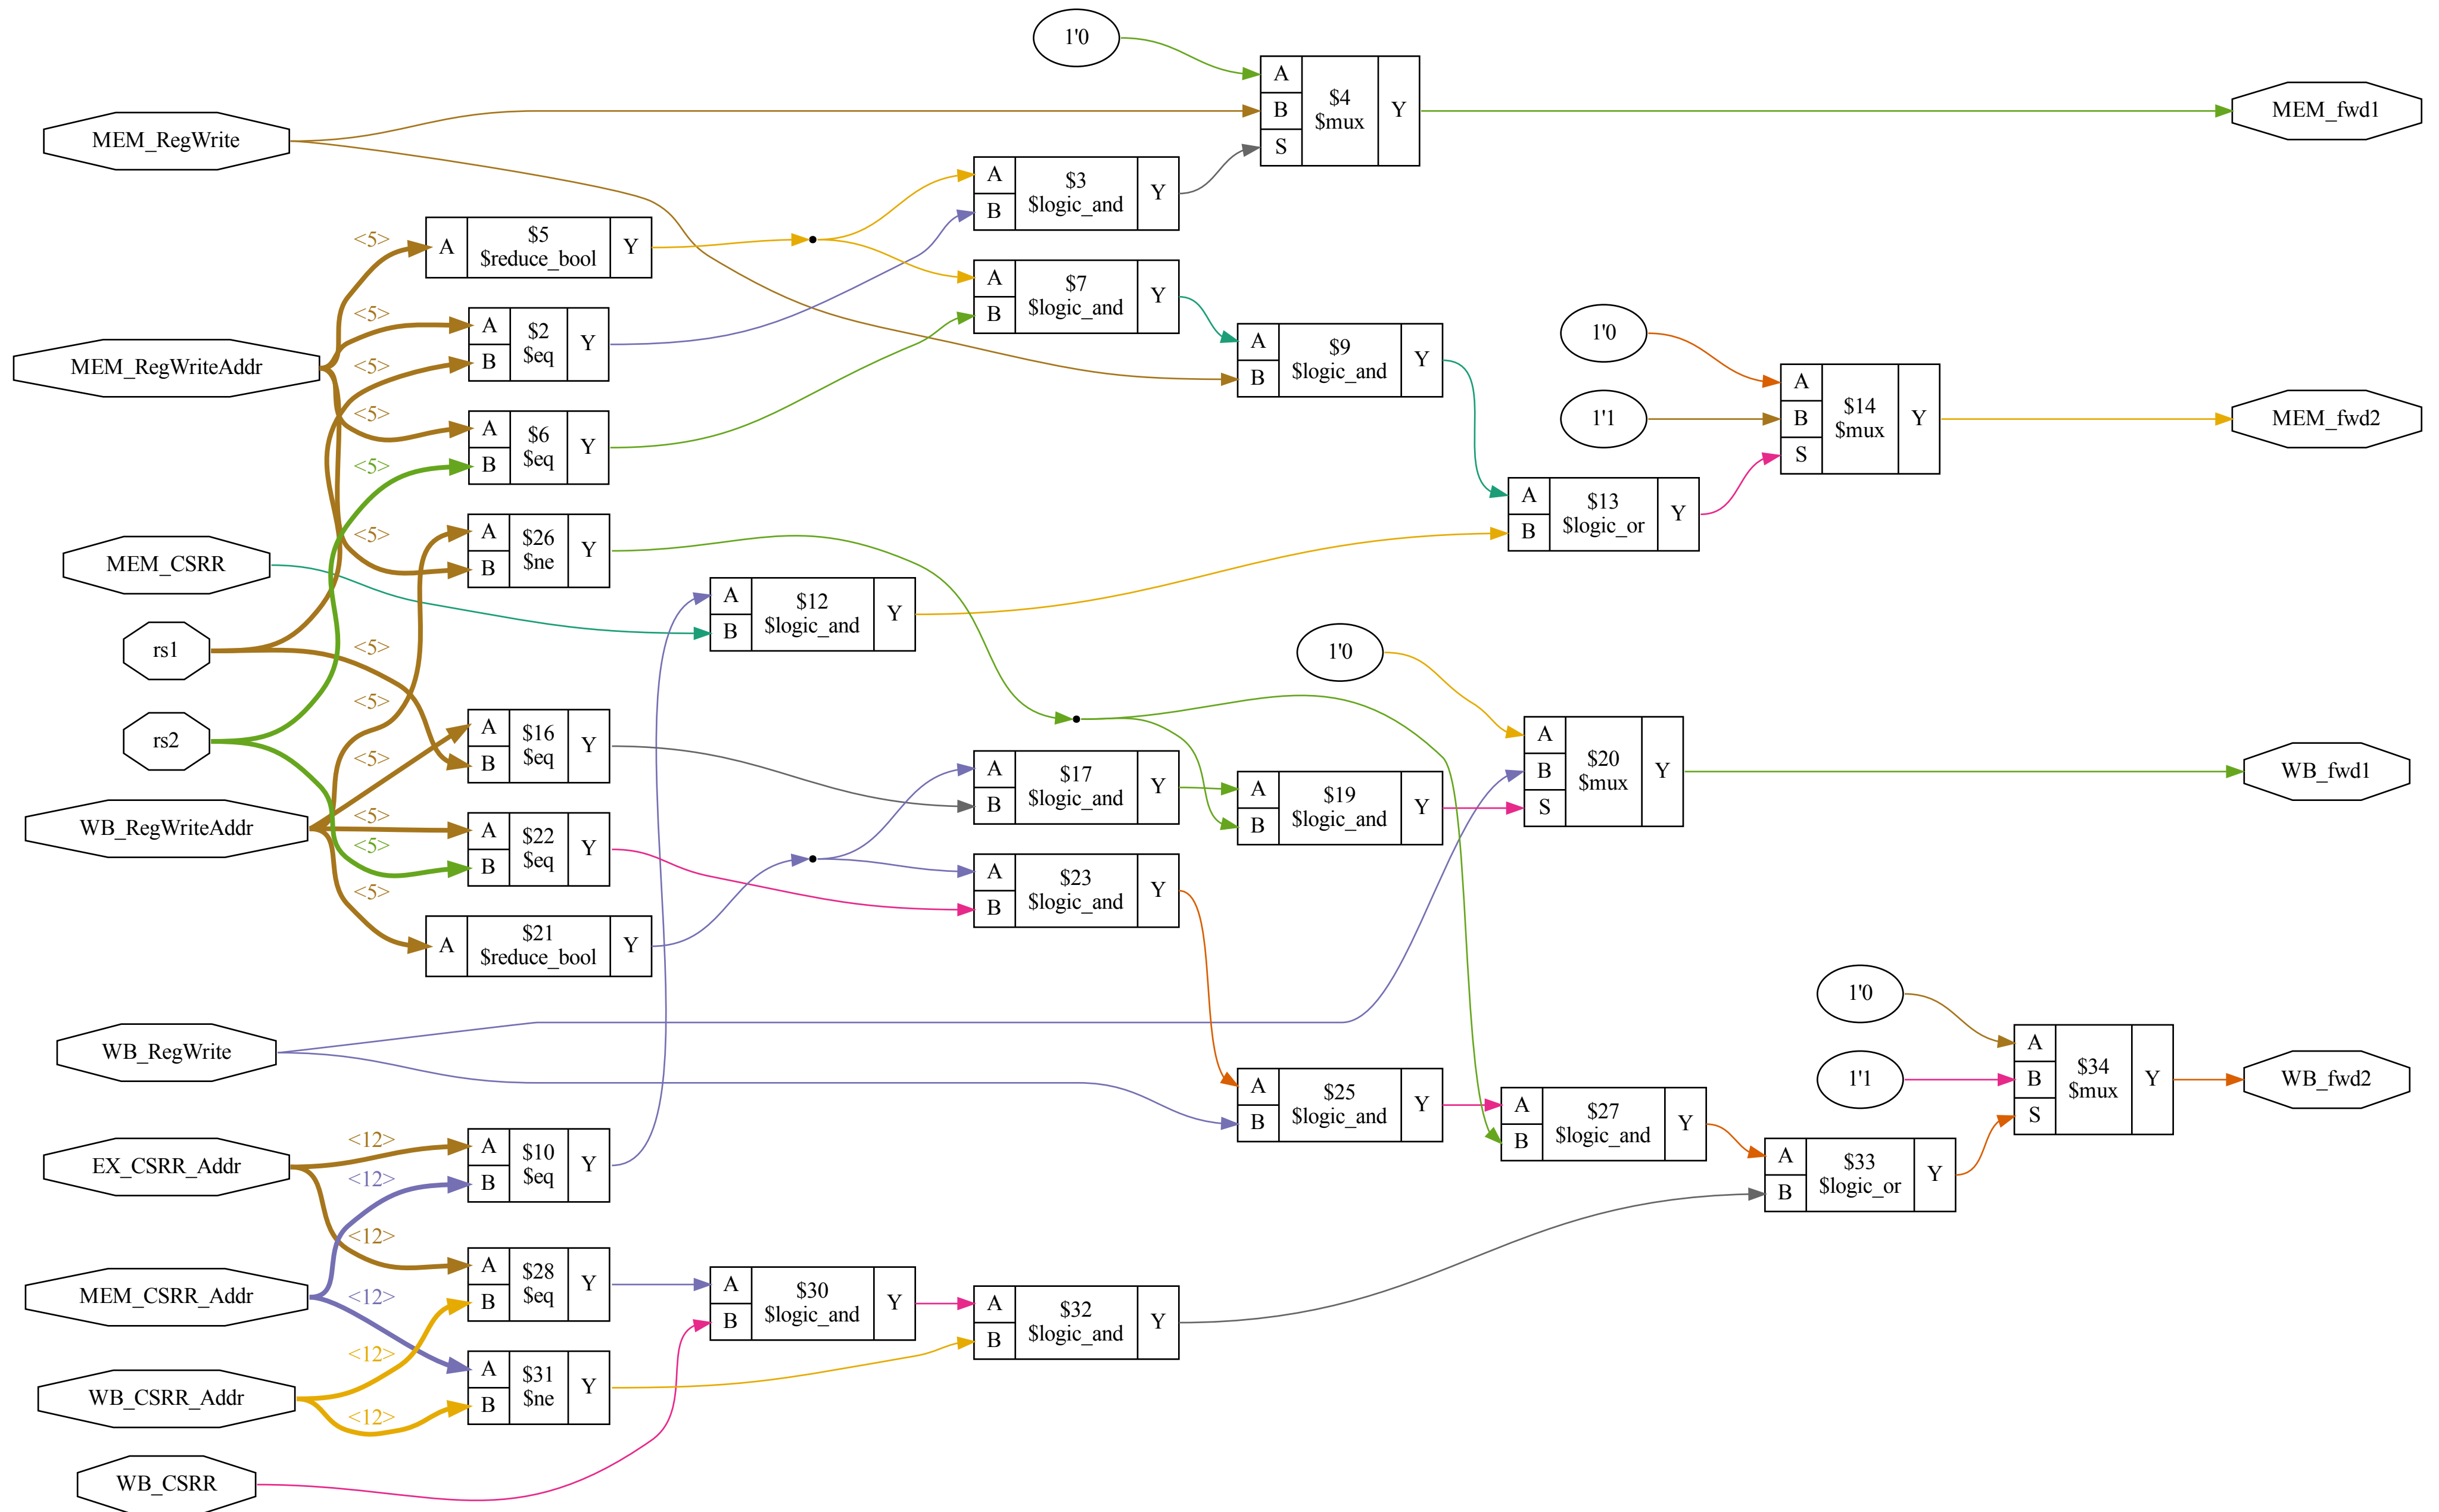 1'0
A
B
S
$4
$mux
Y
MEM_fwd1
MEM_RegWrite
A
B
$3
$logic_and
Y
<5>
A
$5
$reduce_bool
Y
A
B
$7
$logic_and
Y
<5>
A
B
$2
$eq
Y
<5>
MEM_RegWriteAddr
A
B
$9
$logic_and
Y
1'0
1'1
A
B
S
$14
$mux
Y
MEM_fwd2
<5>
A
B
$6
$eq
Y
<5>
A
B
$13
$logic_or
Y
<5>
A
B
$26
$ne
Y
MEM_CSRR
A
B
$12
$logic_and
Y
rs1
<5>
1'0
<5>
rs2
A
B
$16
$eq
Y
<5>
A
B
$17
$logic_and
Y
A
B
$19
$logic_and
Y
A
B
S
$20
$mux
Y
WB_fwd1
WB_RegWriteAddr
<5>
<5>
A
B
$22
$eq
Y
A
B
$23
$logic_and
Y
<5>
A
$21
$reduce_bool
Y
WB_RegWrite
1'0
1'1
A
B
S
$34
$mux
Y
WB_fwd2
A
B
$25
$logic_and
Y
A
B
$27
$logic_and
Y
A
B
$33
$logic_or
Y
EX_CSRR_Addr
<12>
<12>
A
B
$10
$eq
Y
<12>
A
B
$28
$eq
Y
MEM_CSRR_Addr
<12>
A
B
$30
$logic_and
Y
A
B
$32
$logic_and
Y
<12>
A
B
$31
$ne
Y
WB_CSRR_Addr
<12>
WB_CSRR